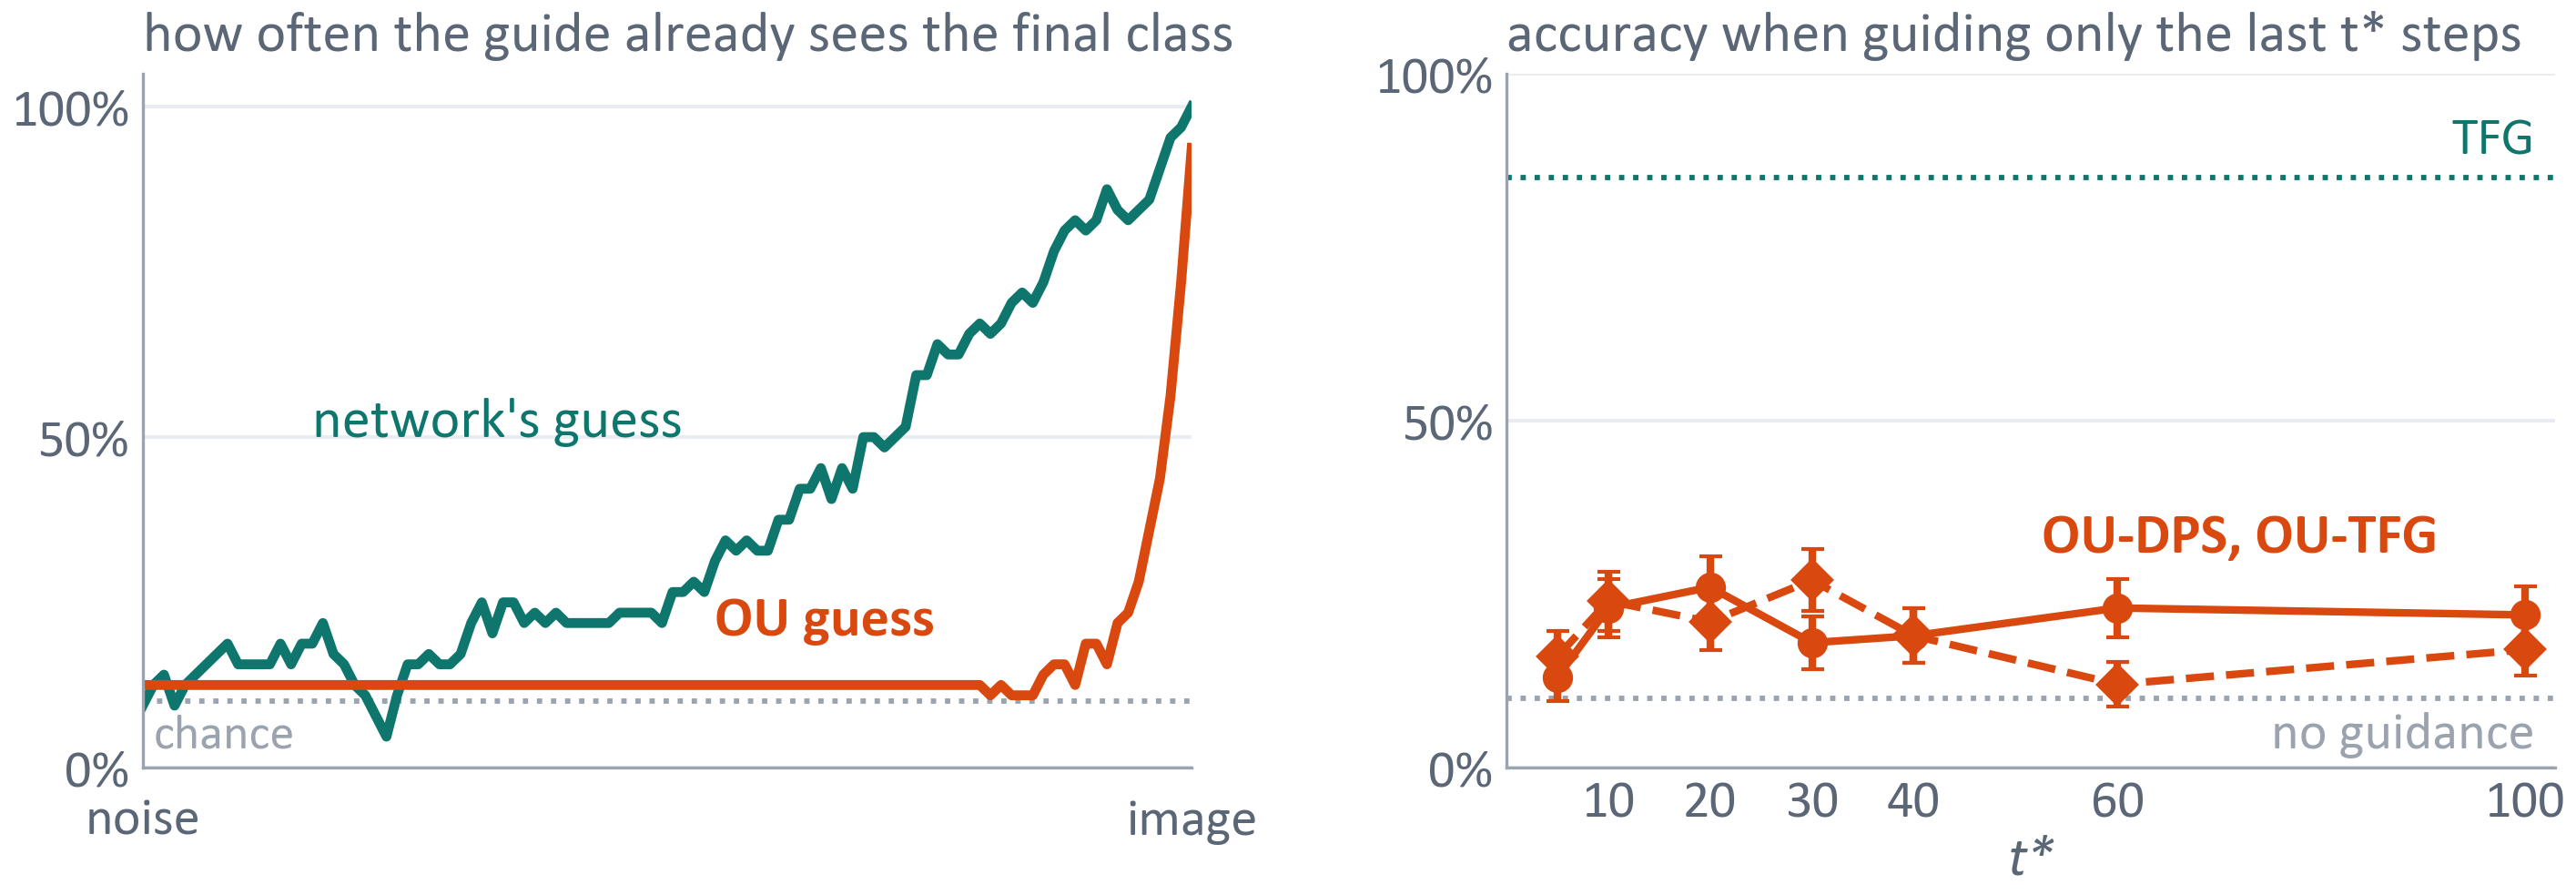 how often the guide already sees the final class
100%
50%
0%
network's guess
OU guess
chance
noise
image
accuracy when guiding only the last t* steps
100%
50%
0%
TFG
OU-DPS, OU-TFG
no guidance
10 20 30 40 60 100
t*